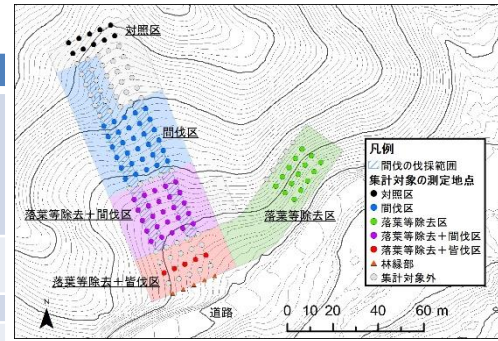 対照区
間伐区
落葉等除去+間伐区
落葉等除去区
落葉等除去+皆伐区
道路
N
凡例
間伐の伐採範囲
集計対象の測定地点
対照区
間伐区
落葉等除去区
落葉等除去+間伐区
落葉等除去+皆伐区
林縁部
集計対象外
0 10 20 40 60 m